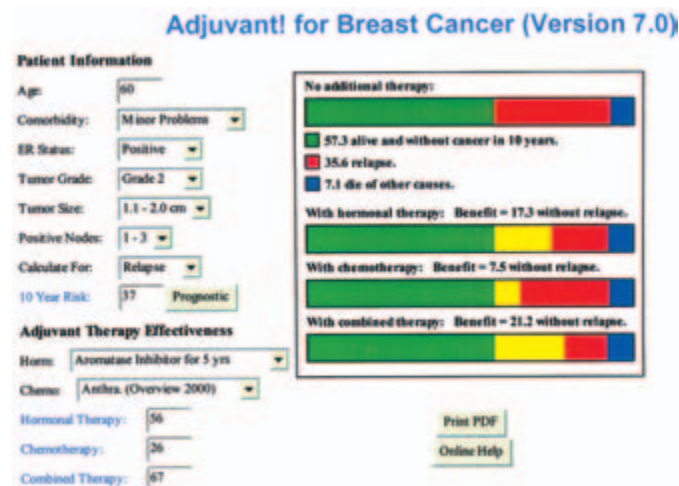 Adjuvant! for Breast Cancer (Version 7.0)
Patient Information
Age: 60
Comorbidity: Minor Problems
ER Status: Positive
Tumor Grade: Grade 2
Tumor Size: 1.1 - 2.0 cm
Positive Nodes: 1 - 3
Calculate For: Relapse
10 Year Risk: 37 Prognostic
Adjuvant Therapy Effectiveness
Horm: Aromatase Inhibitor for 5 yrs
Chemo: Anthra. (Overview 2000)
Hormonal Therapy: 56
Chemotherapy: 26
Combined Therapy: 67
No additional therapy:
57.3 alive and without cancer in 10 years.
35.6 relapse.
7.1 die of other causes.
With hormonal therapy: Benefit = 17.3 without relapse.
With chemotherapy: Benefit = 7.5 without relapse.
With combined therapy: Benefit = 21.2 without relapse.
Print PDF
Online Help